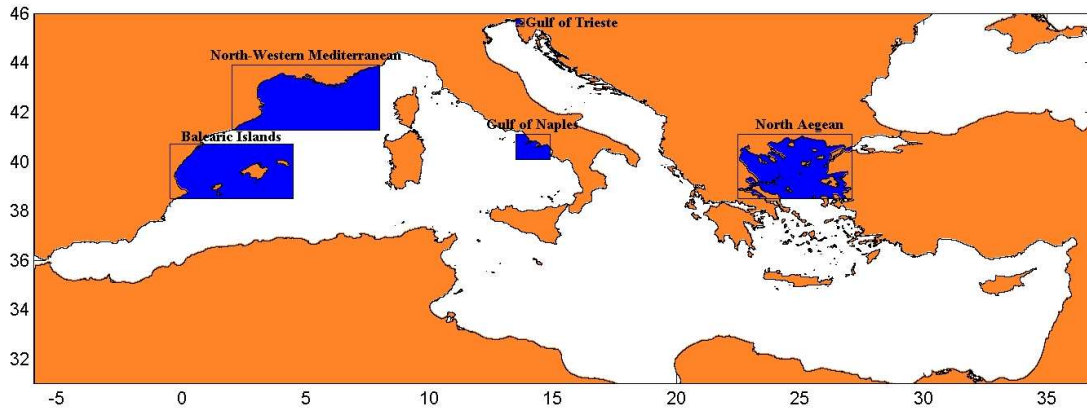 46
Gulf of Trieste
44
North-Western Mediterranean
42
Balearic Islands
Gulf of Naples
North Aegean
40
38
36
34
32
-5 0 5 10 15 20 25 30 35